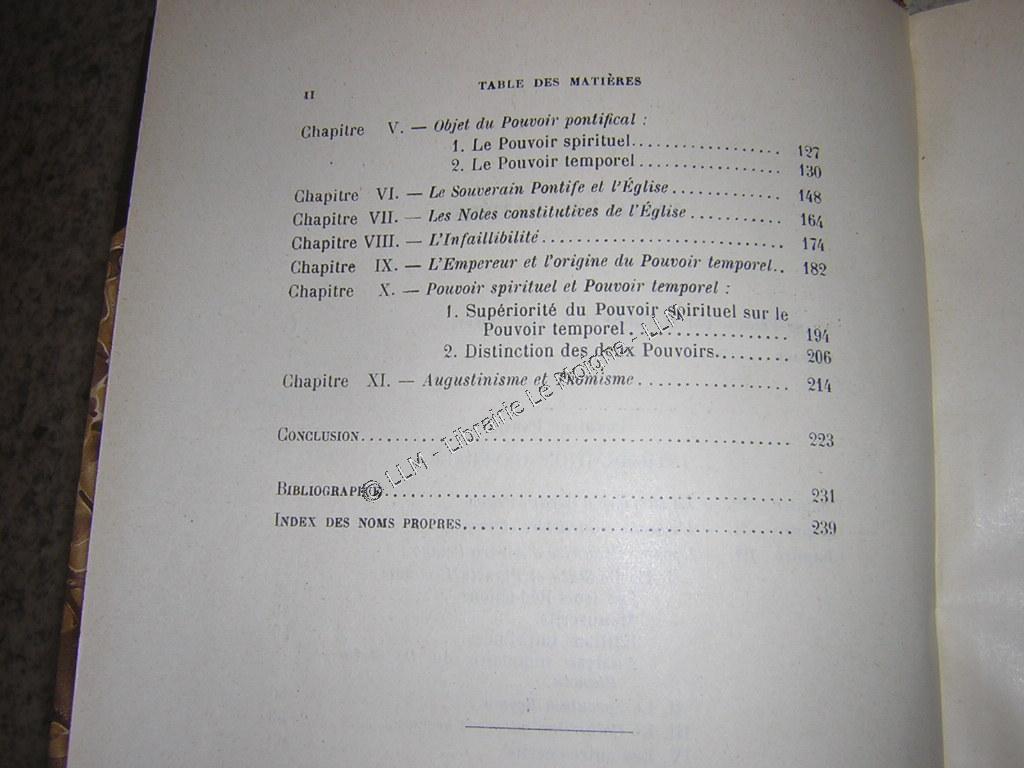 II TABLE DES MATIÈRES
Chapitre V. — Objet du Pouvoir pontifical :
1. Le Pouvoir spirituel.................. 127
2. Le Pouvoir temporel.................. 130
Chapitre VI. — Le Souverain Pontife et l'Église.............. 148
Chapitre VII. — Les Notes constitutives de l'Église........... 164
Chapitre VIII. — L'Infaillibilité............................. 174
Chapitre IX. — L'Empereur et l'origine du Pouvoir temporel.. 182
Chapitre X. — Pouvoir spirituel et Pouvoir temporel :
1. Supériorité du Pouvoir Spirituel sur le
Pouvoir temporel.................. 194
2. Distinction des deux Pouvoirs......... 206
Chapitre XI. — Augustinisme et Thomisme.................. 214
CONCLUSION.................................................. 223
BIBLIOGRAPHIE............................................... 231
INDEX DES NOMS PROPRES...................................... 239
© LLM - Librairie Le Moigne - LLM